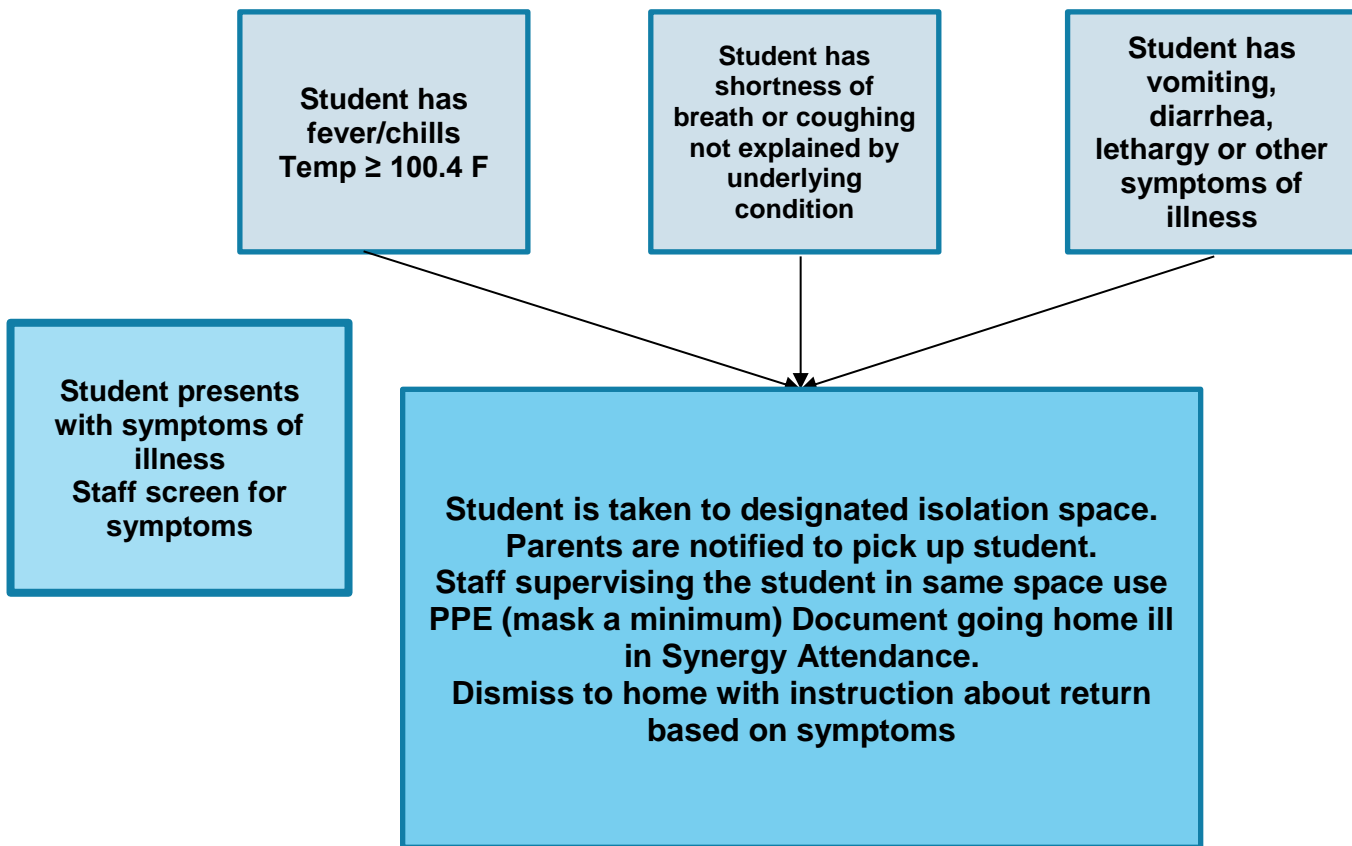 Student has
fever/chills
Temp ≥ 100.4 F
Student has
shortness of
breath or coughing
not explained by
underlying
condition
Student has
vomiting,
diarrhea,
lethargy or other
symptoms of
illness
Student presents
with symptoms of
illness
Staff screen for
symptoms
Student is taken to designated isolation space.
Parents are notified to pick up student.
Staff supervising the student in same space use
PPE (mask a minimum) Document going home ill
in Synergy Attendance.
Dismiss to home with instruction about return
based on symptoms